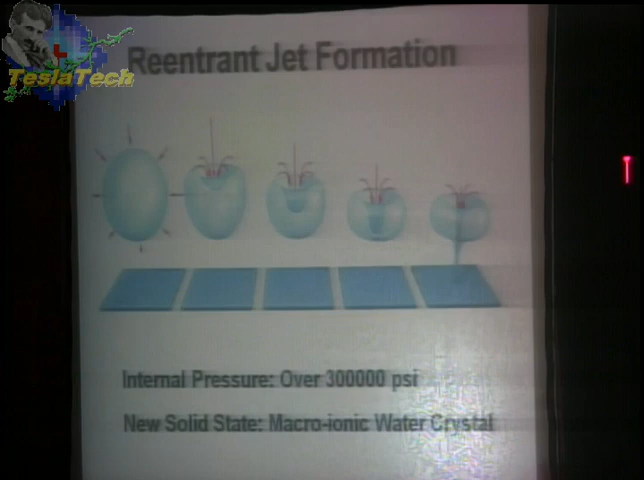 TeslaTech
Reentrant Jet Formation
Internal Pressure: Over 300000 psi
New Solid State: Macro-ionic Water Crystal